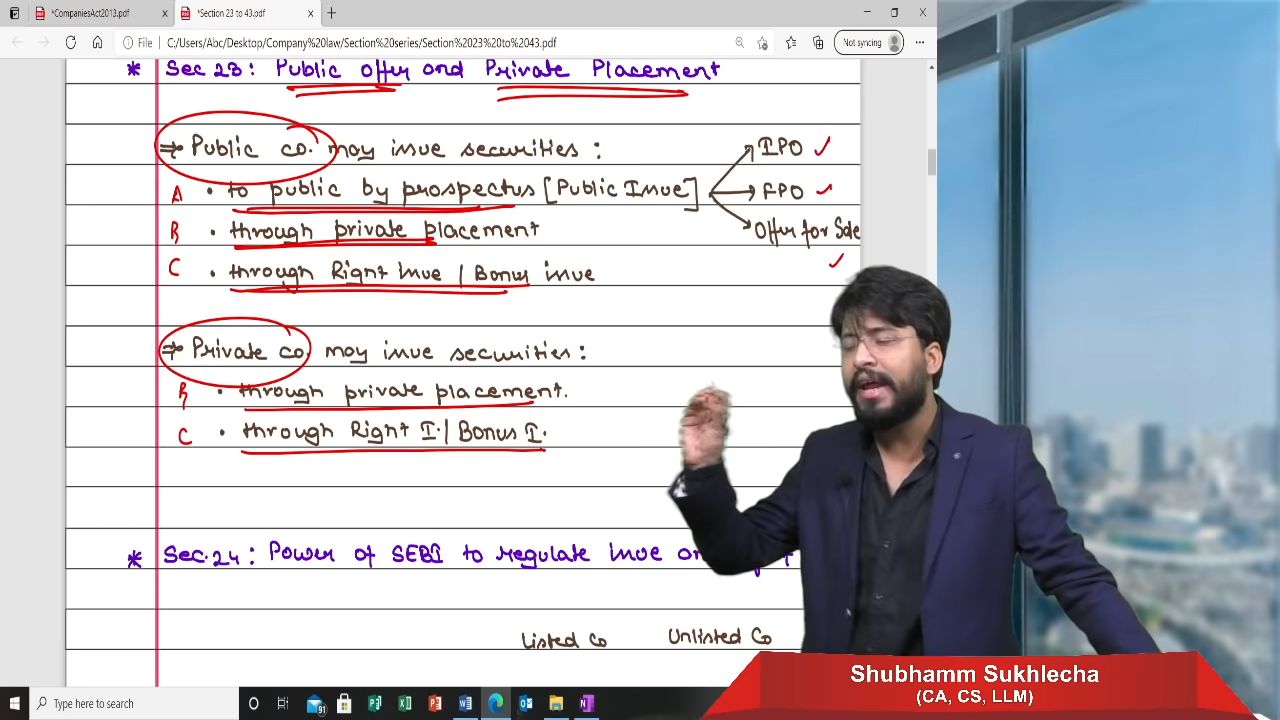 *CompaniesAct2013.pdf
*Section 23 to 43.pdf
File | C:/Users/Abc/Desktop/Company%20law/Section%20series/Section%2023%20to%2043.pdf
Not syncing
* Sec 23: Public offer and Private Placement
⇒ Public co. may issue securities:
A • to public by prospectus [Public Issue] → IPO ✓
→ FPO ✓
→ Offer for Sale ✓
B • through private placement
C • through Right issue | Bonus issue
⇒ Private co. may issue securities:
B • through private placement.
C • through Right I. | Bonus I.
* Sec.24: Power of SEBI to regulate issue
Listed Co Unlisted Co
Shubhamm Sukhlecha
(CA, CS, LLM)
Type here to search
91